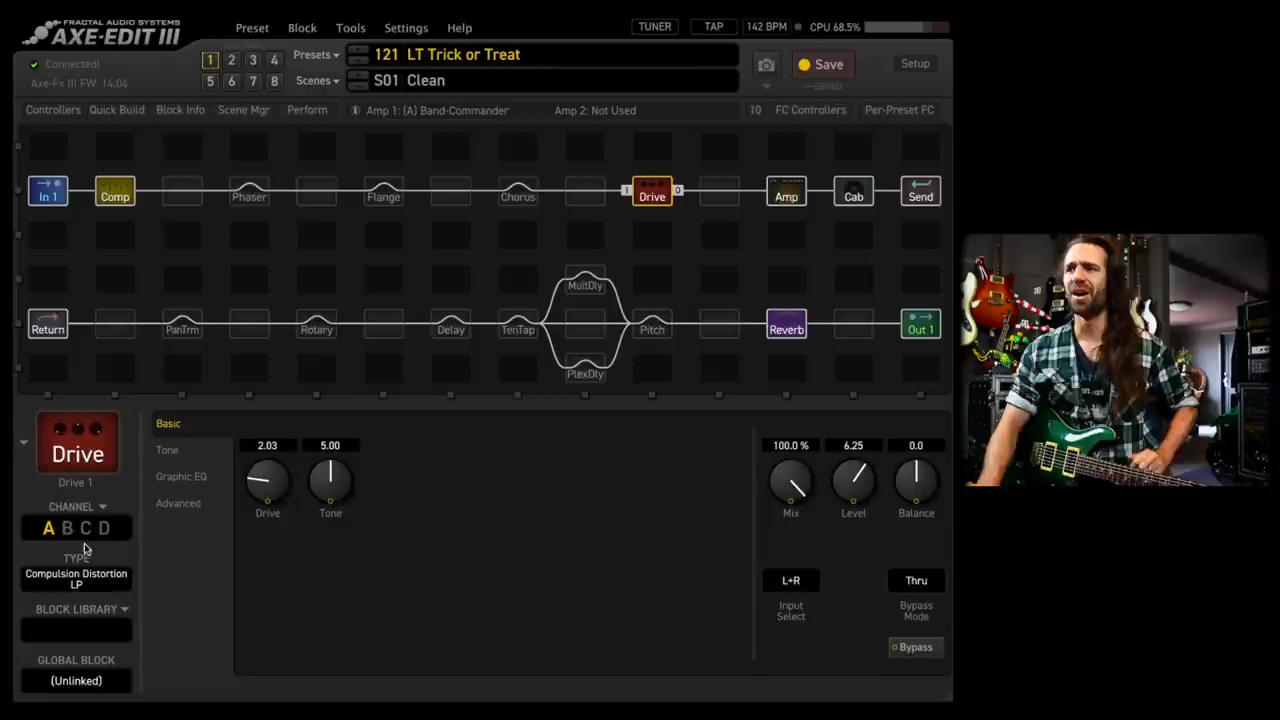 FRACTAL AUDIO SYSTEMS
AXE-EDIT III
Preset Block Tools Settings Help
TUNER TAP 142 BPM CPU 68.5%
Connected!
Axe-Fx III FW 14.04
1 2 3 4
5 6 7 8
Presets 121 LT Trick or Treat
Scenes S01 Clean
Save
edited
Setup
Controllers Quick Build Block Info Scene Mgr Perform Amp 1: (A) Band-Commander Amp 2: Not Used 10 FC Controllers Per-Preset FC
In 1 Comp Phaser Flange Chorus I Drive O Amp Cab Send
MultDly
Return PanTrm Rotary Delay TenTap Pitch Reverb Out 1
PlexDly
Drive
Drive 1
CHANNEL
A B C D
TYPE
Compulsion Distortion
LP
BLOCK LIBRARY
GLOBAL BLOCK
(Unlinked)
Basic
Tone
Graphic EQ
Advanced
2.03 5.00
Drive Tone
100.0 % 6.25 0.0
Mix Level Balance
L+R Thru
Input
Select
Bypass
Mode
Bypass